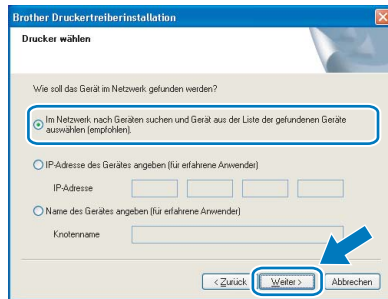 Brother Druckertreiberinstallation
Drucker wählen
Wie soll das Gerät im Netzwerk gefunden werden?
Im Netzwerk nach Geräten suchen und Gerät aus der Liste der gefundenen Geräte
auswählen (empfohlen).
IP-Adresse des Gerätes angeben (für erfahrene Anwender)
IP-Adresse
Name des Gerätes angeben (für erfahrene Anwender)
Knotenname
< Zurück Weiter > Abbrechen